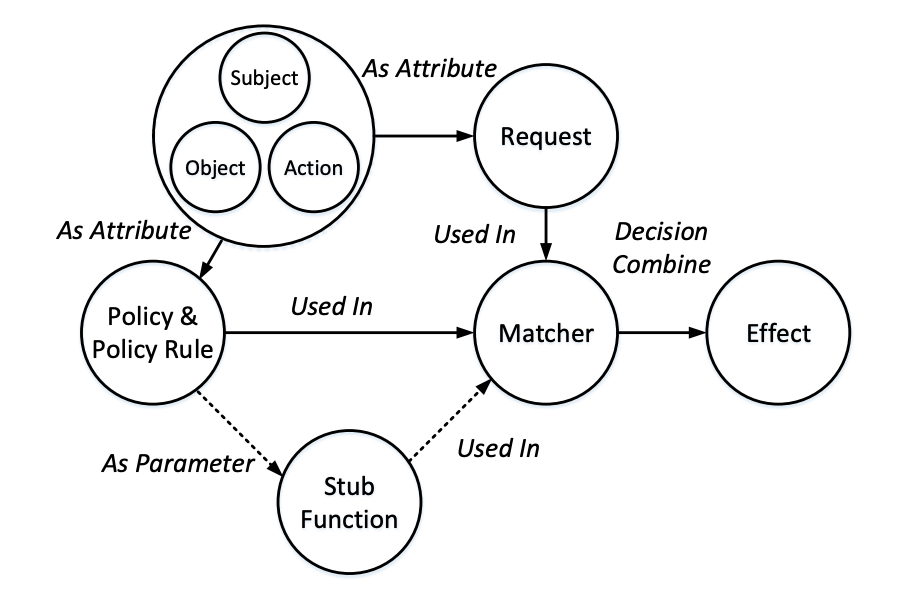 Subject
As Attribute
Object
Action
Request
As Attribute
Used In
Decision
Combine
Policy &
Policy Rule
Used In
Matcher
Effect
As Parameter
Used In
Stub
Function